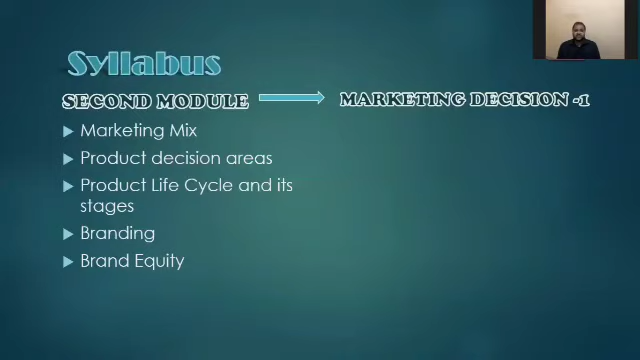 Syllabus
SECOND MODULE MARKETING DECISION -1
Marketing Mix
Product decision areas
Product Life Cycle and its
stages
Branding
Brand Equity